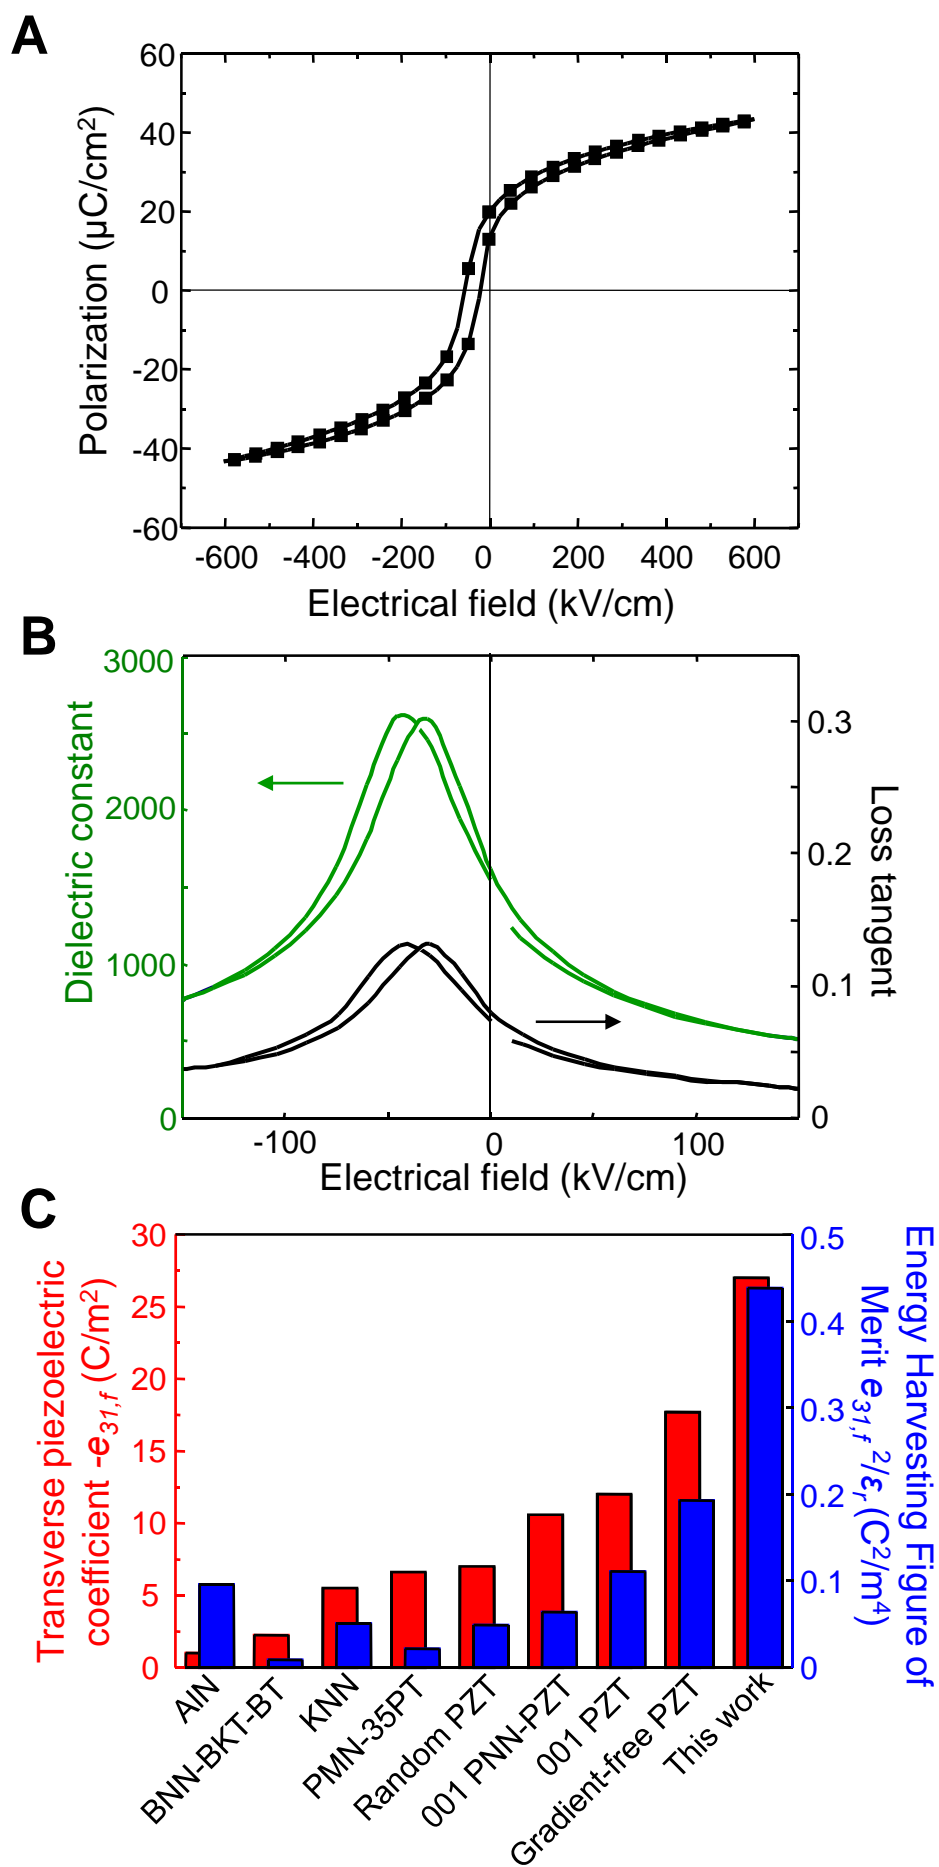 A
60
40
20
0
-20
-40
-60
Polarization (μC/cm²)
-600 -400 -200 0 200 400 600
Electrical field (kV/cm)
B
3000
2000
1000
0
Dielectric constant
0.3
0.2
0.1
0
Loss tangent
-100 0 100
Electrical field (kV/cm)
C
30
25
20
15
10
5
0
Transverse piezoelectric
coefficient -e31,f (C/m²)
0.5
0.4
0.3
0.2
0.1
0
Energy Harvesting Figure of
Merit e31,f²/εr (C²/m⁴)
AlN
BNN-BKT-BT
KNN
PMN-35PT
Random PZT
001 PNN-PZT
001 PZT
Gradient-free PZT
This work